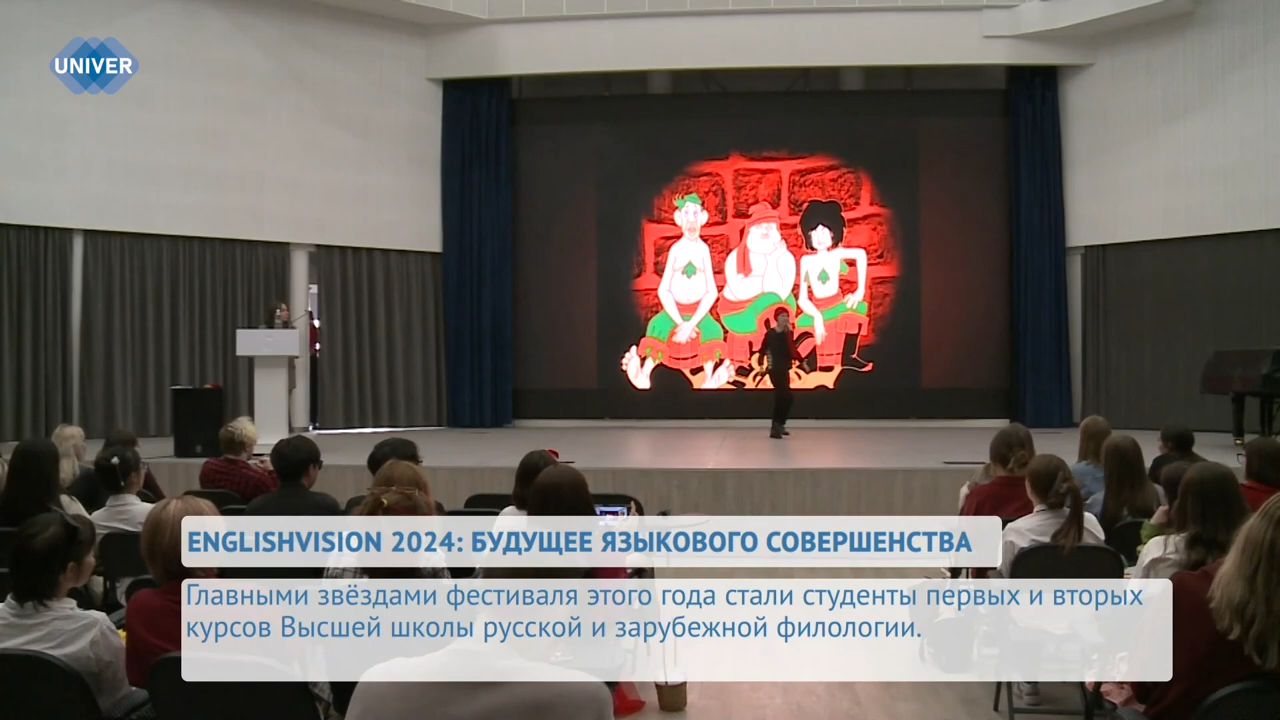 UNIVER
ENGLISHVISION 2024: БУДУЩЕЕ ЯЗЫКОВОГО СОВЕРШЕНСТВА
Главными звёздами фестиваля этого года стали студенты первых и вторых
курсов Высшей школы русской и зарубежной филологии.